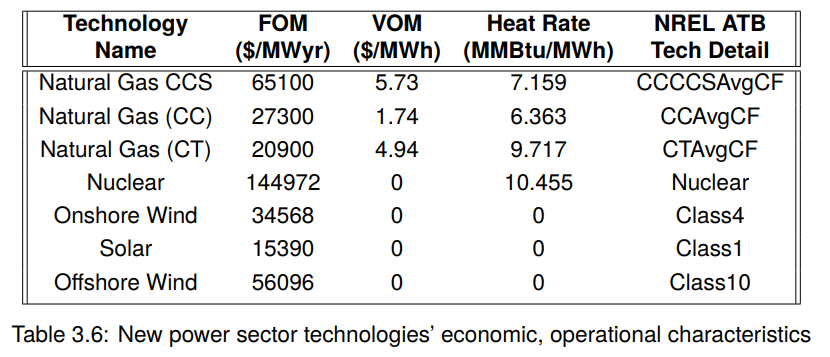 Technology Name FOM ($/MWyr) VOM ($/MWh) Heat Rate (MMBtu/MWh) NREL ATB Tech Detail
Natural Gas CCS 65100 5.73 7.159 CCCCSAvgCF
Natural Gas (CC) 27300 1.74 6.363 CCAvgCF
Natural Gas (CT) 20900 4.94 9.717 CTAvgCF
Nuclear 144972 0 10.455 Nuclear
Onshore Wind 34568 0 0 Class4
Solar 15390 0 0 Class1
Offshore Wind 56096 0 0 Class10
Table 3.6: New power sector technologies' economic, operational characteristics